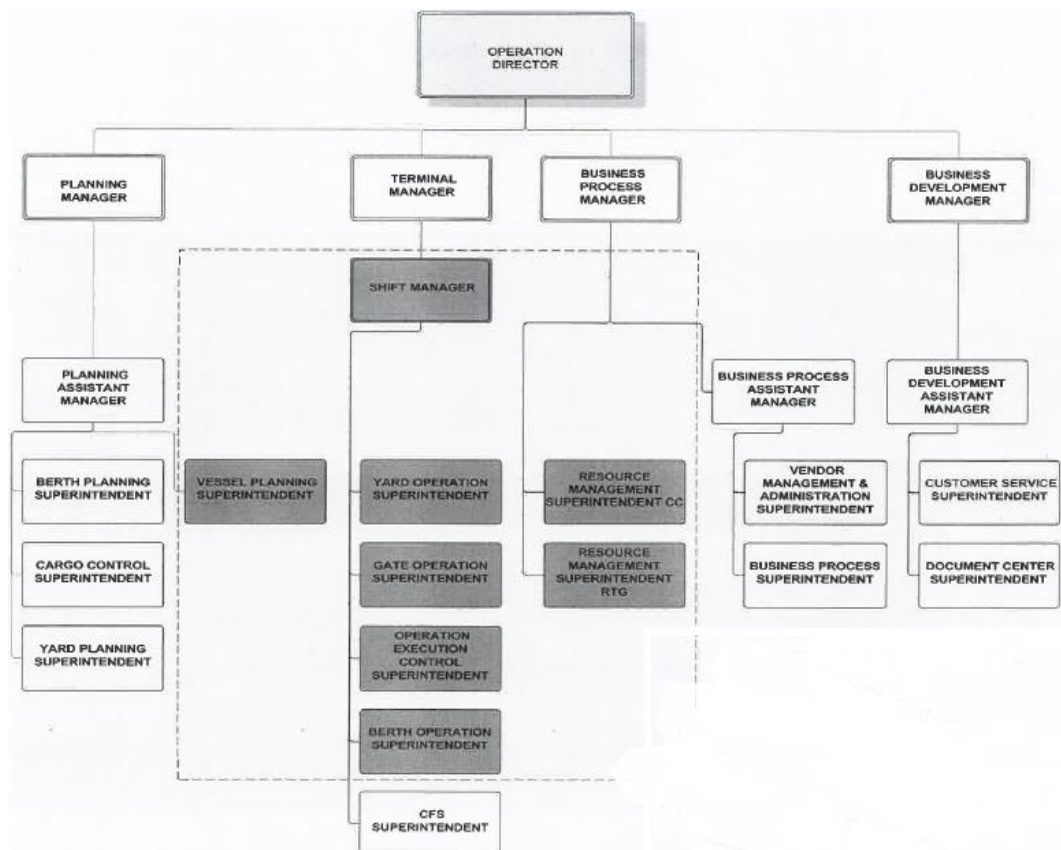 OPERATION
DIRECTOR
PLANNING
MANAGER
TERMINAL
MANAGER
BUSINESS
PROCESS
MANAGER
BUSINESS
DEVELOPMENT
MANAGER
SHIFT MANAGER
PLANNING
ASSISTANT
MANAGER
BUSINESS PROCESS
ASSISTANT
MANAGER
BUSINESS
DEVELOPMENT
ASSISTANT
MANAGER
BERTH PLANNING
SUPERINTENDENT
VESSEL PLANNING
SUPERINTENDENT
YARD OPERATION
SUPERINTENDENT
RESOURCE
MANAGEMENT
SUPERINTENDENT CC
VENDOR
MANAGEMENT &
ADMINISTRATION
SUPERINTENDENT
CUSTOMER SERVICE
SUPERINTENDENT
CARGO CONTROL
SUPERINTENDENT
GATE OPERATION
SUPERINTENDENT
RESOURCE
MANAGEMENT
SUPERINTENDENT
RTG
BUSINESS PROCESS
SUPERINTENDENT
DOCUMENT CENTER
SUPERINTENDENT
YARD PLANNING
SUPERINTENDENT
OPERATION
EXECUTION
CONTROL
SUPERINTENDENT
BERTH OPERATION
SUPERINTENDENT
CFS
SUPERINTENDENT